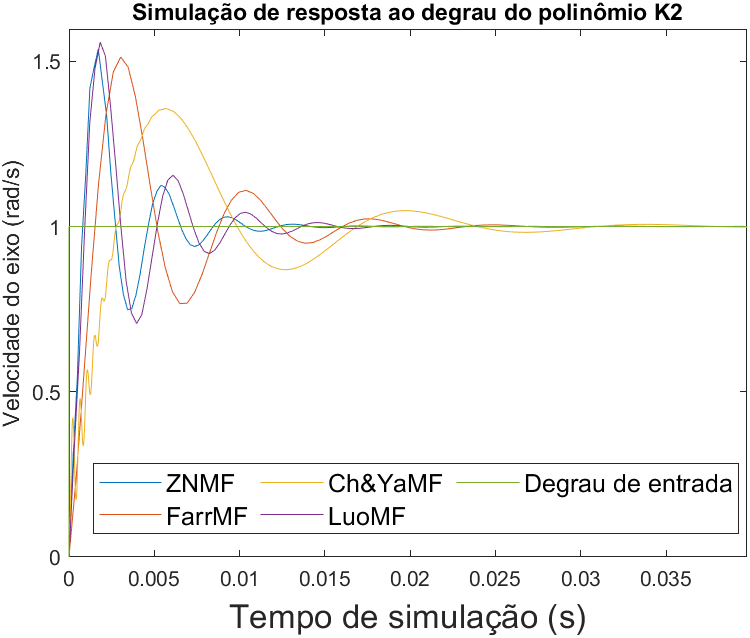 Simulação de resposta ao degrau do polinômio K2
Velocidade do eixo (rad/s)
1.5
1
0.5
0
ZNMF Ch&YaMF Degrau de entrada
FarrMF LuoMF
0 0.005 0.01 0.015 0.02 0.025 0.03 0.035
Tempo de simulação (s)